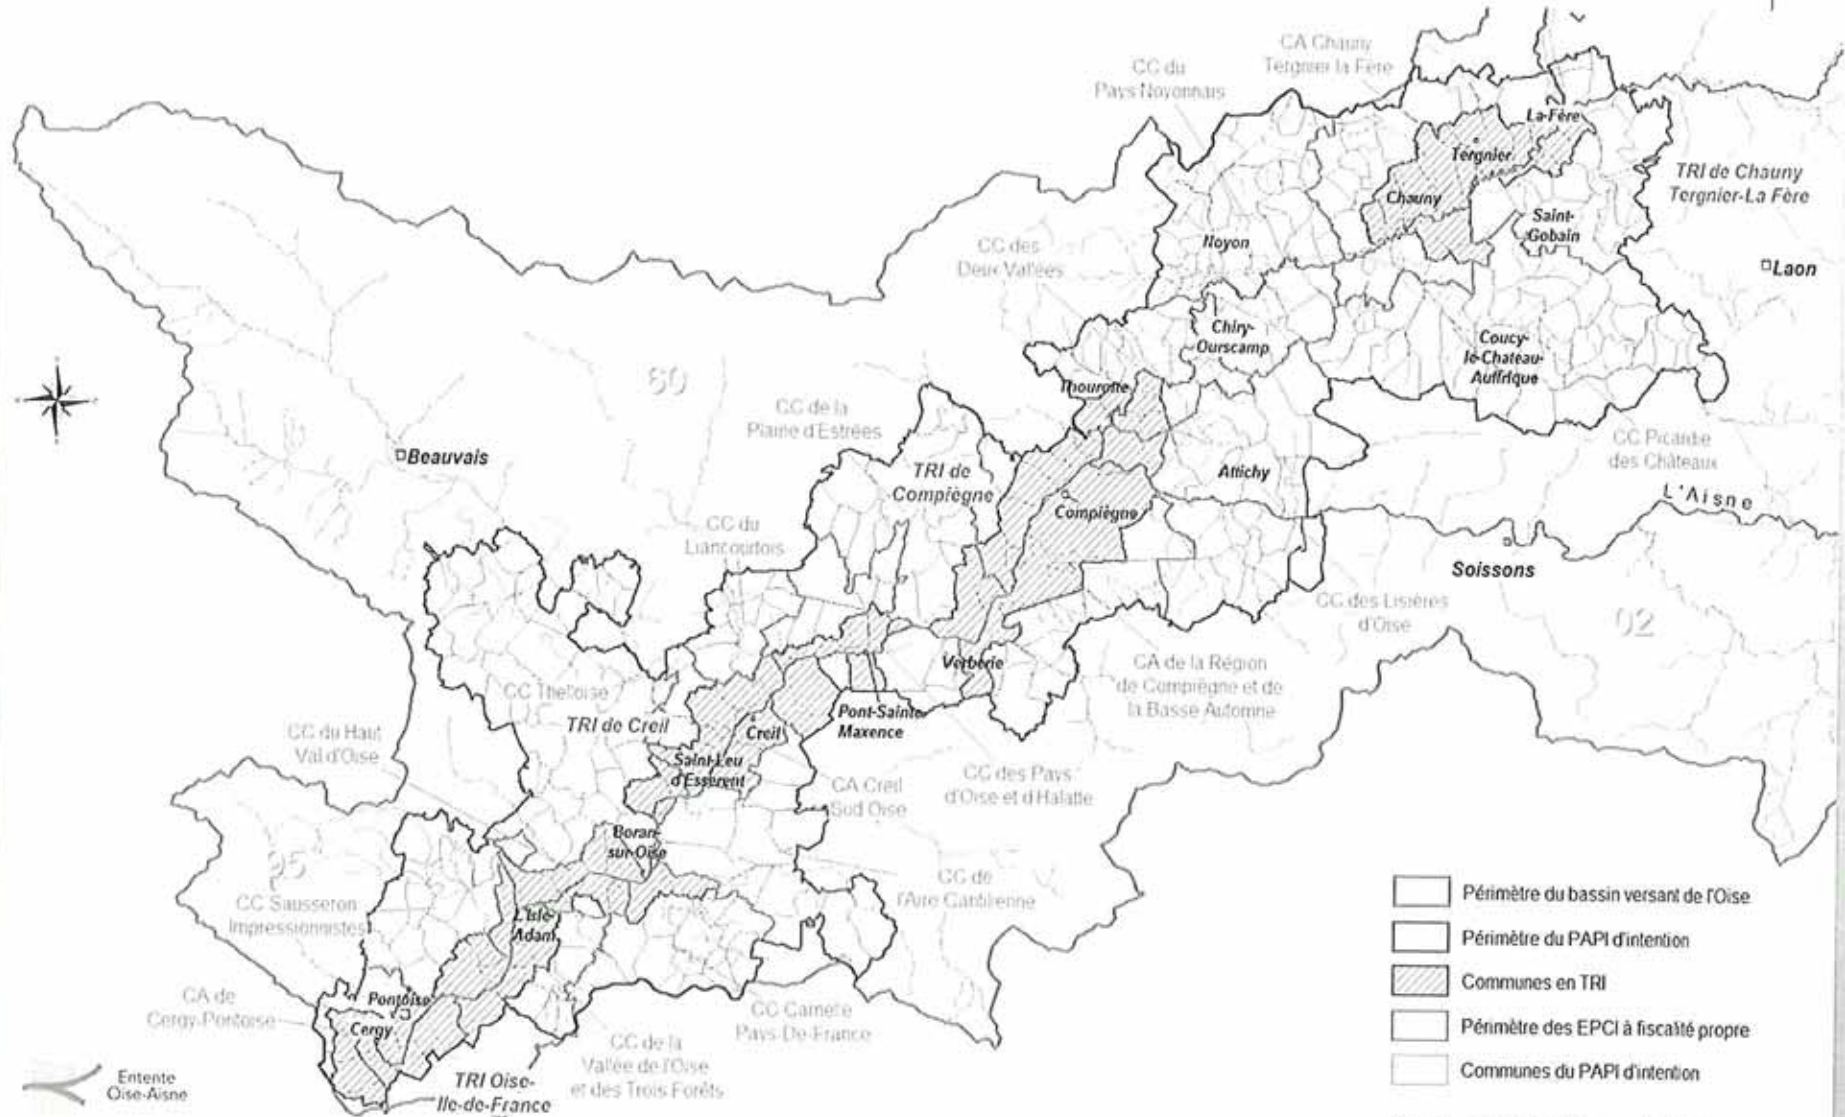 CA Chauny
Tergnier la Fère
CC du
Pays Noyonnais
La-Fère
Tergnier
TRI de Chauny
Tergnier-La Fère
Chauny
Saint-
Gobain
Noyon
CC des
Deux Vallées
Laon
Chiry-
Ourscamp
Coucy-
le-Chateau-
Auffrique
60
Thourotte
CC de la
Plaine d'Estrées
Beauvais
TRI de
Compiègne
Attichy
CC Picardie
des Châteaux
L'Aisne
Compiègne
CC du
Liancourtois
Soissons
CC des Lisières
d'Oise
02
Verberie
CA de la Région
de Compiègne et de
la Basse Automne
CC Thelloise
TRI de Creil
Creil
Pont-Sainte
Maxence
CC du Haut
Val d'Oise
Saint-Leu
d'Esserent
CA Creil
Sud Oise
CC des Pays
d'Oise et d'Halatte
Boran-
sur-Oise
95
CC Sausseron
Impressionnistes
CC de
l'Aire Cantilienne
L'Isle-
Adam
Pontoise
Cergy
CA de
Cergy-Pontoise
CC Carnelle
Pays-De-France
CC de la
Vallée de l'Oise
et des Trois Forêts
TRI Oise-
Ile-de-France
Entente
Oise-Aisne
Périmètre du bassin versant de l'Oise
Périmètre du PAPI d'intention
Communes en TRI
Périmètre des EPCI à fiscalité propre
Communes du PAPI d'intention